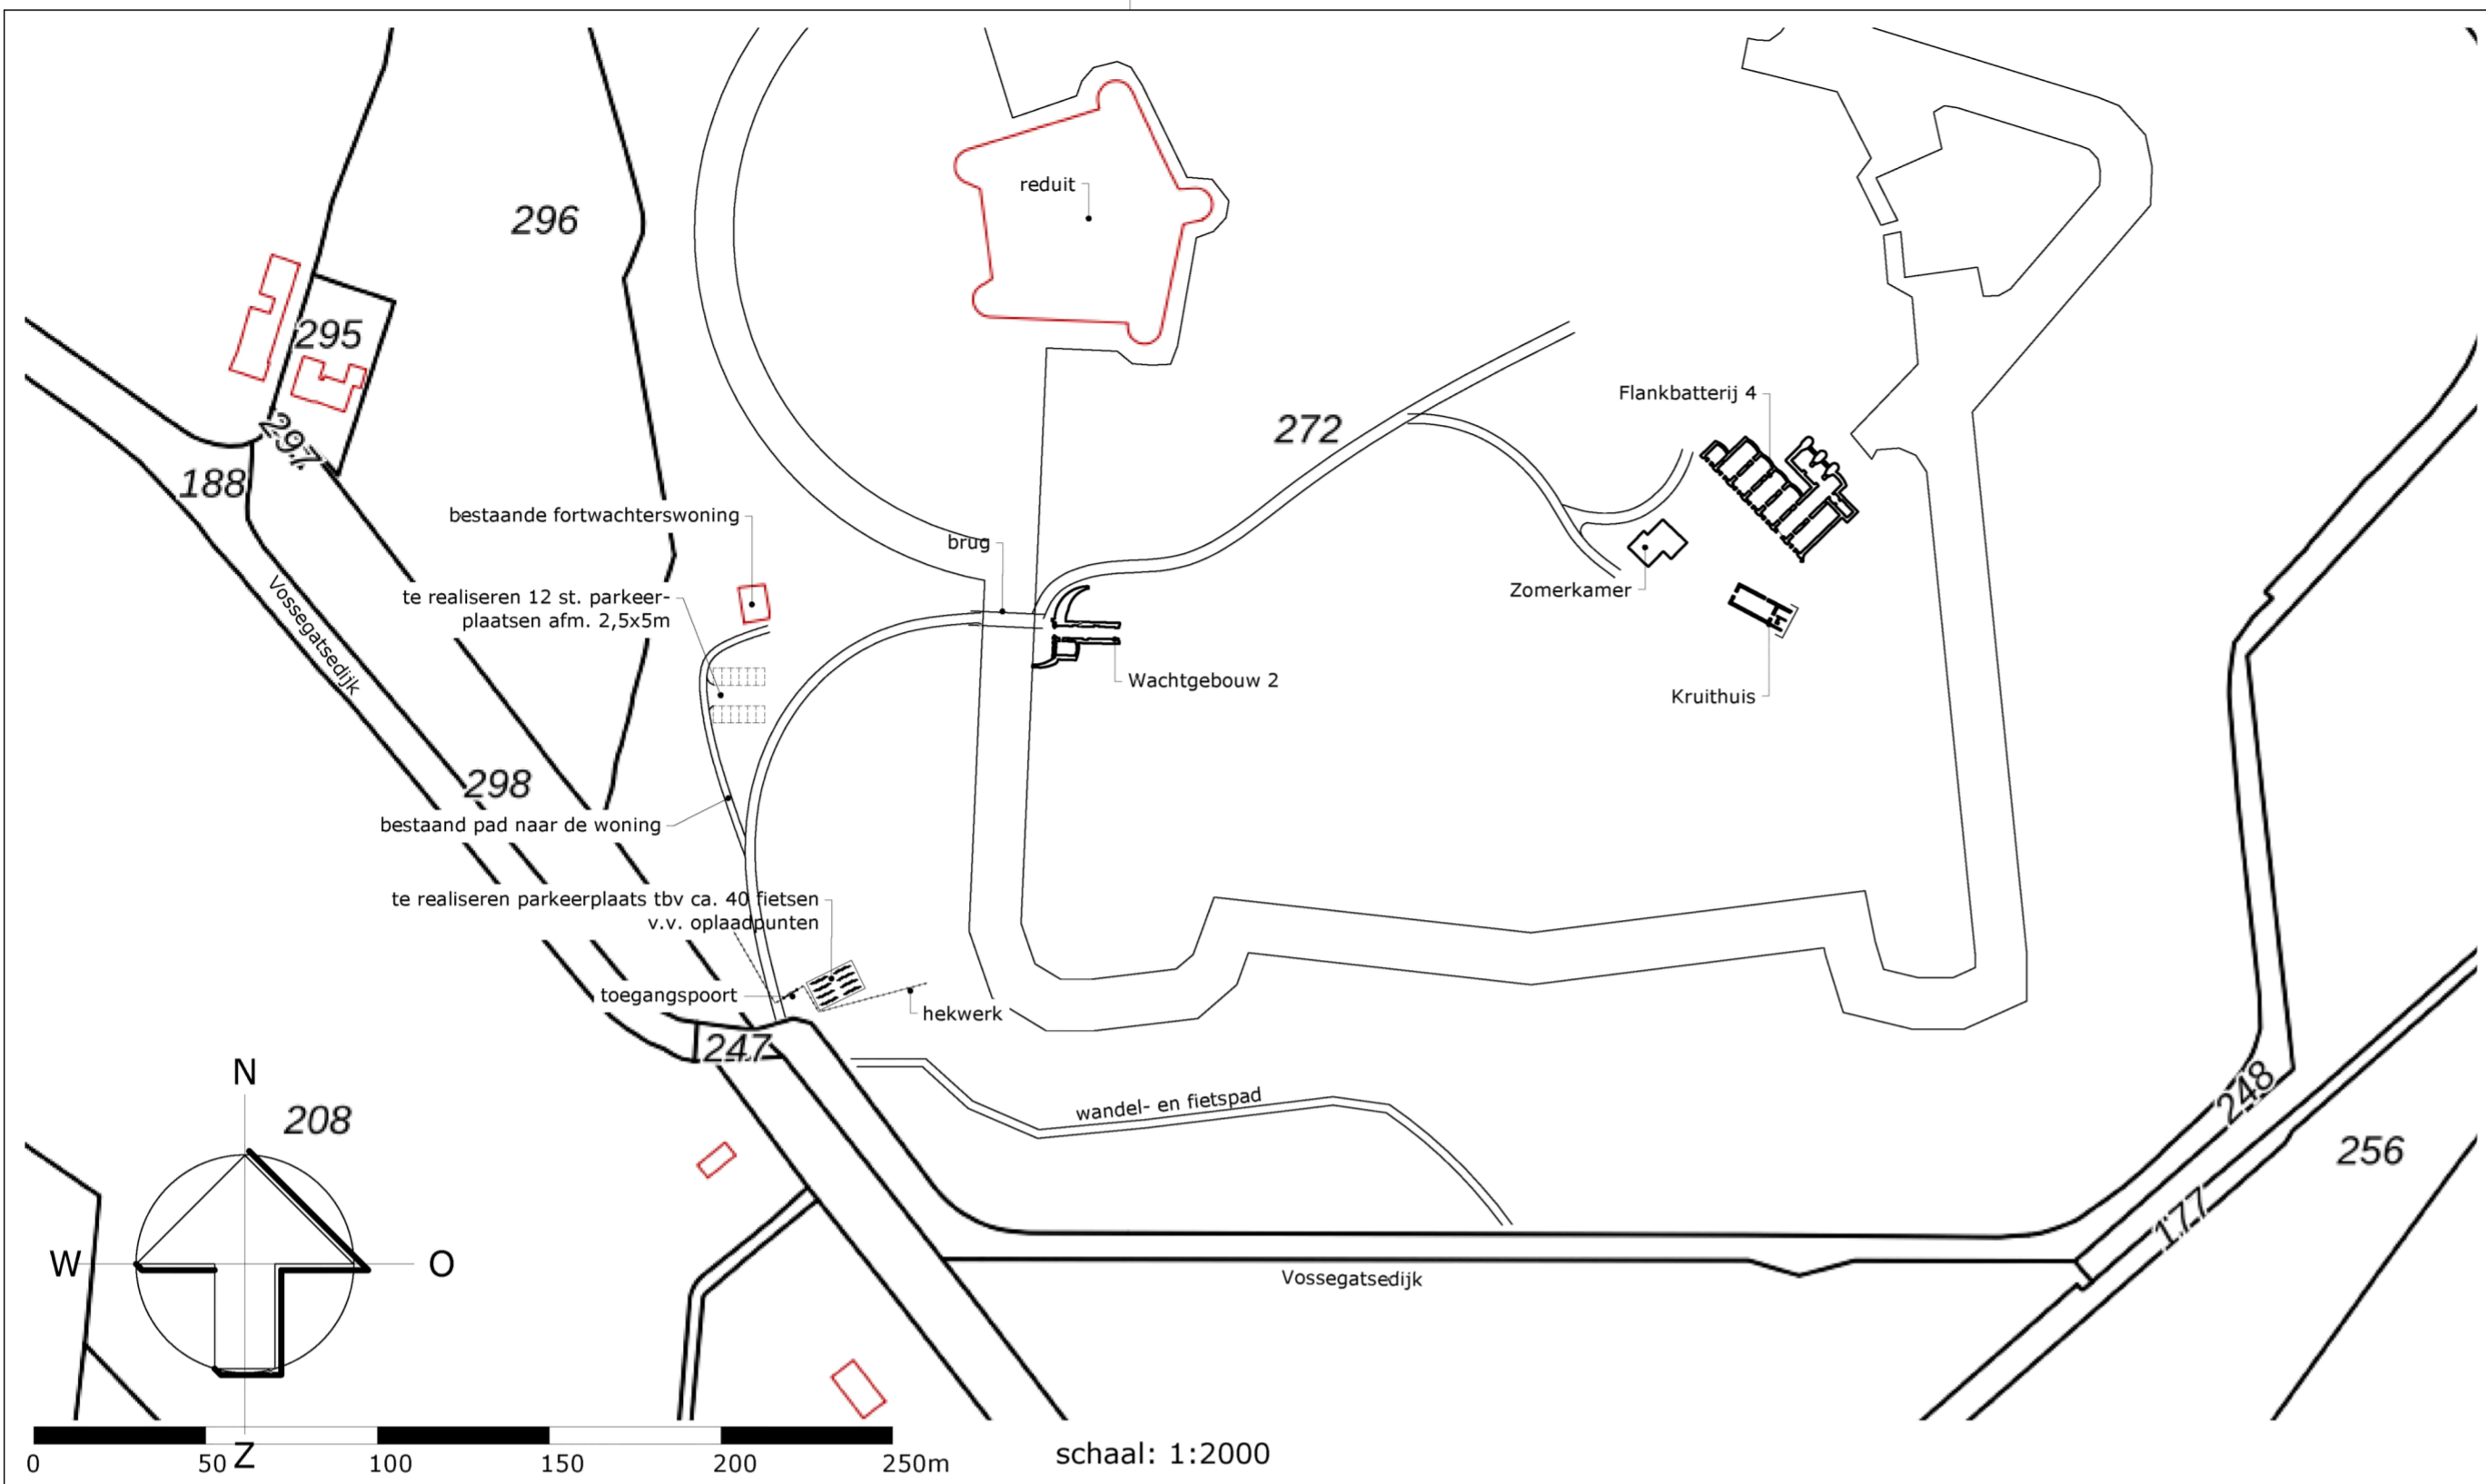 reduit
296
295
297
188
272
Flankbatterij 4
bestaande fortwachterswoning
brug
te realiseren 12 st. parkeer-
plaatsen afm. 2,5x5m
Zomerkamer
Vossegatsedijk
Wachtgebouw 2
Kruithuis
298
bestaand pad naar de woning
te realiseren parkeerplaats tbv ca. 40 fietsen
v.v. oplaadpunten
toegangspoort
hekwerk
247
N
208
wandel- en fietspad
248
256
177
W
O
Vossegatsedijk
Z
0 50 100 150 200 250m
schaal: 1:2000